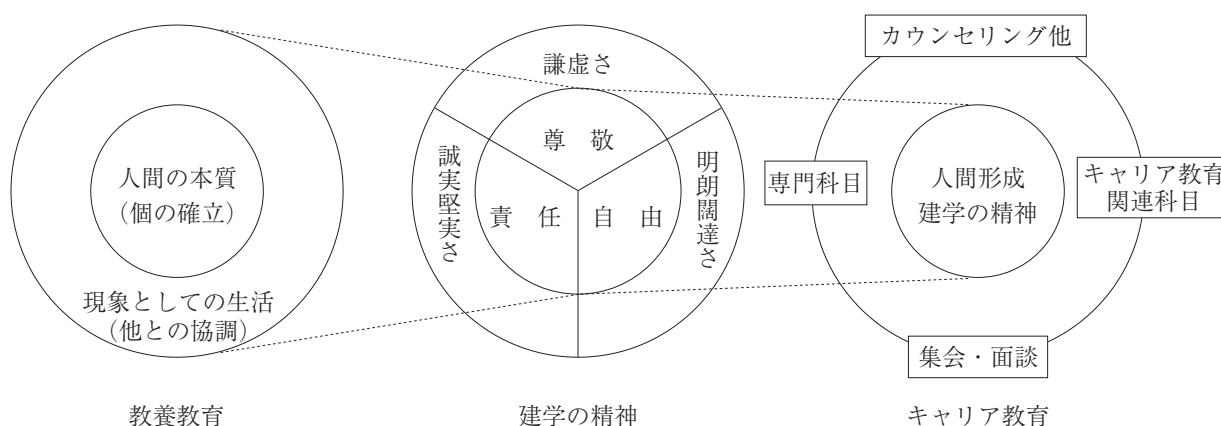 人間の本質
（個の確立）
現象としての生活
（他との協調）
教養教育
謙虚さ
尊　敬
誠実堅実さ
責　任
自　由
明朗闊達さ
建学の精神
カウンセリング他
専門科目
人間形成
建学の精神
キャリア教育
関連科目
集会・面談
キャリア教育